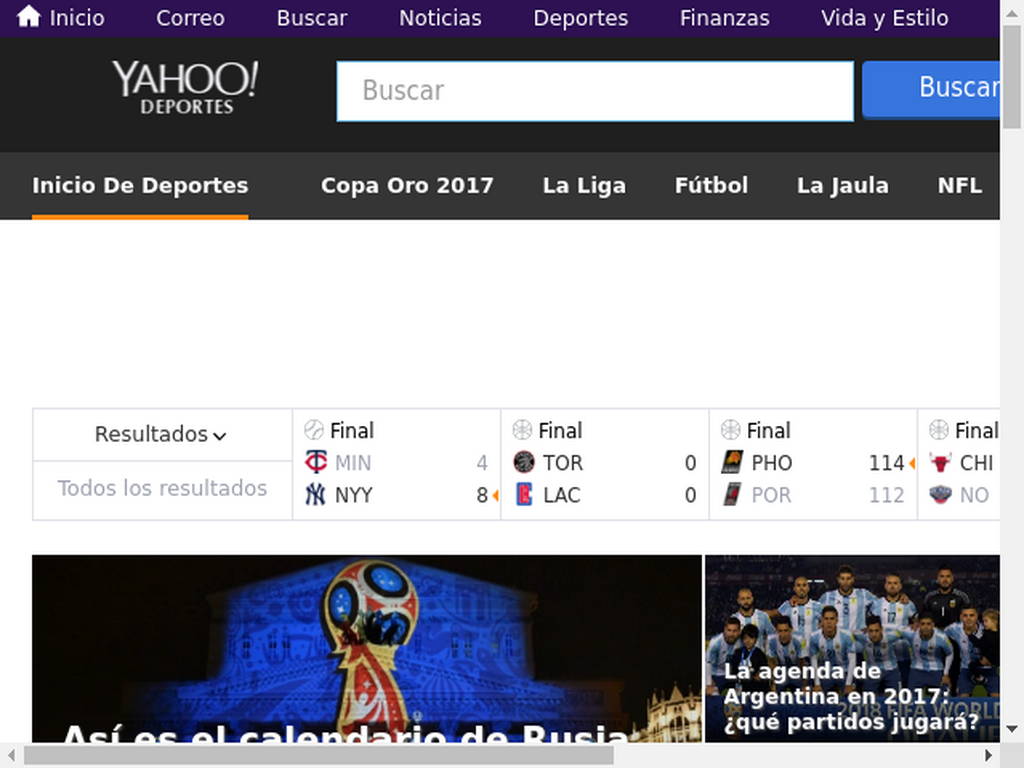 Inicio Correo Buscar Noticias Deportes Finanzas Vida y Estilo
YAHOO!
DEPORTES
Buscar
Buscar
Inicio De Deportes Copa Oro 2017 La Liga Fútbol La Jaula NFL
Resultados
Todos los resultados
Final
MIN 4
NYY 8
Final
TOR 0
LAC 0
Final
PHO 114
POR 112
Final
CHI
NO
Así es el calendario de Rusia
La agenda de
Argentina en 2017:
¿qué partidos jugará?
2018 FIFA WORLD